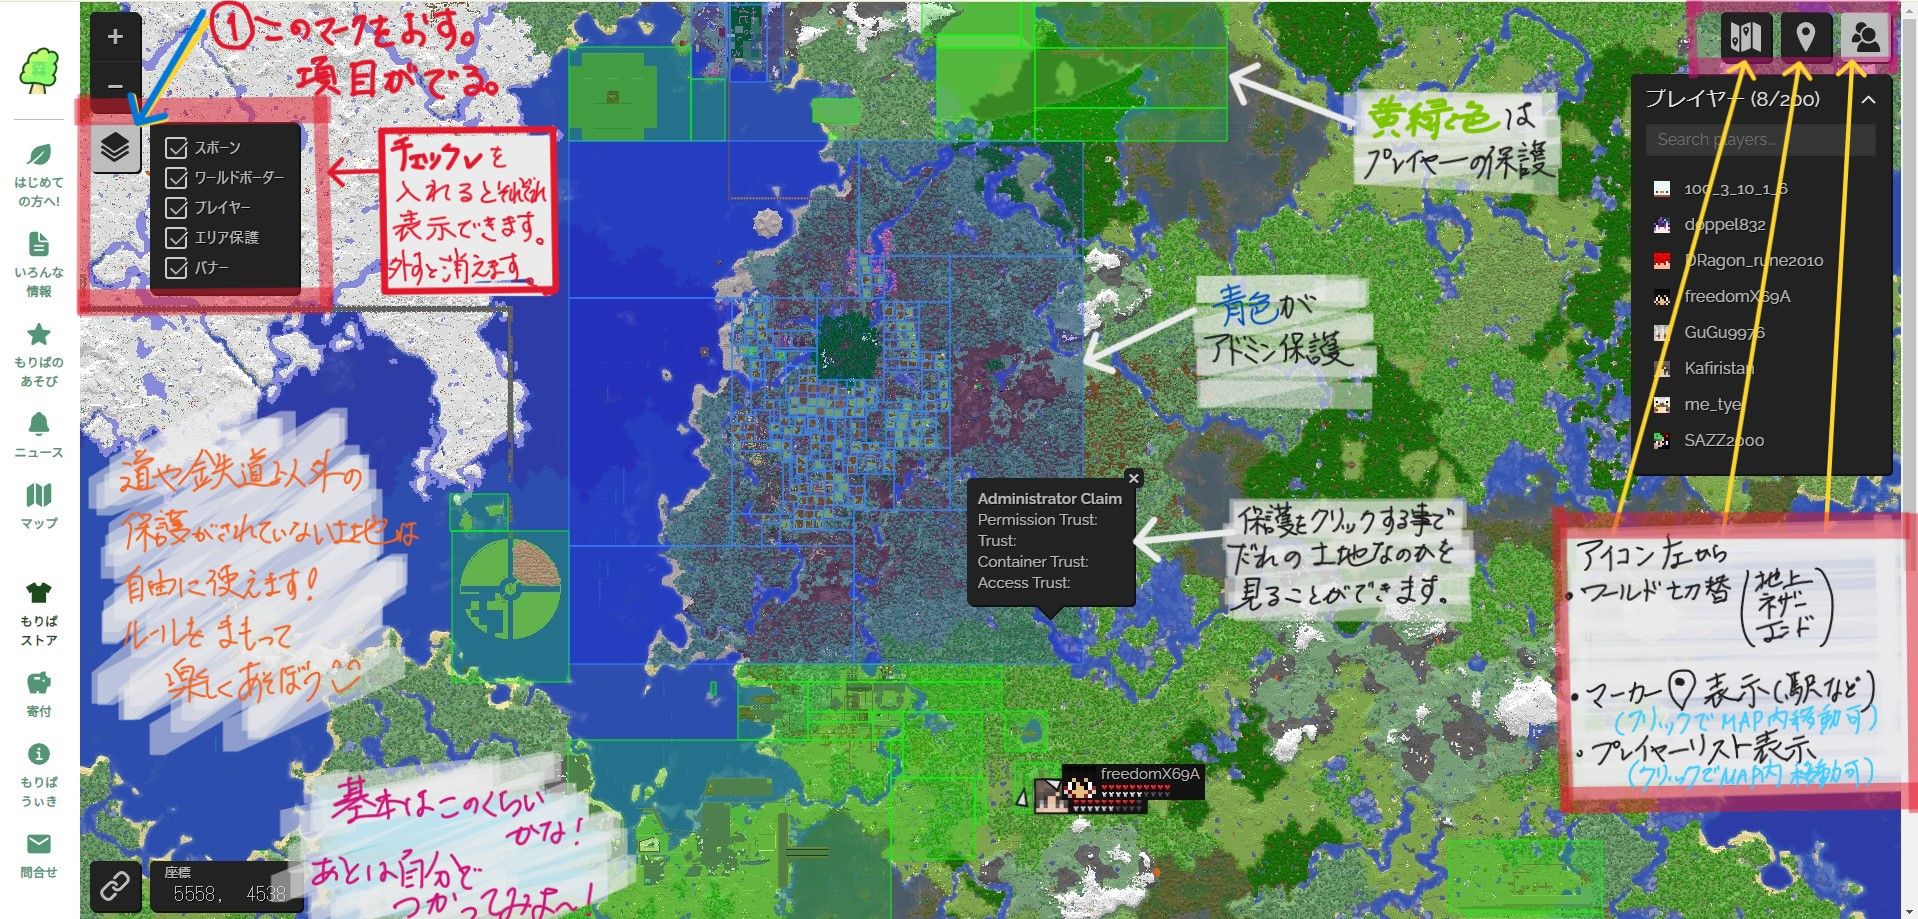 森
はじめて
の方へ!
いろんな
情報
もりぱの
あそび
ニュース
マップ
もりぱ
ストア
寄付
もりぱ
うぃき
問合せ
+
−
①このマークをおす。
項目がでる。
スポーン
ワールドボーダー
プレイヤー
エリア保護
バナー
チェック✓を
入れるとそれぞれ
表示できます。
外すと消えます。
黄緑色は
プレイヤーの保護
青色が
アドミン保護
Administrator Claim
Permission Trust:
Trust:
Container Trust:
Access Trust:
保護をクリックする事で
だれの土地なのかを
見ることができます。
プレイヤー (8/200)
Search players...
100_3_10_1_6
doppel832
DRagon_rune2010
freedomX69A
GuGu9976
Kafiristan
me_tye
SAZZ2000
アイコン左から
・ワールド切替(地上
ネザー
エンド)
・マーカー 表示(駅など)
(クリックでMAP内移動可)
・プレイヤーリスト表示
(クリックでMAP内移動可)
道や鉄道以外の
保護がされていない土地は
自由に使えます!
ルールをまもって
楽しくあそぼう
freedomX69A
基本はこのくらい
かな!
あとは自分で
つかってみよ〜!
座標
5558, 4538